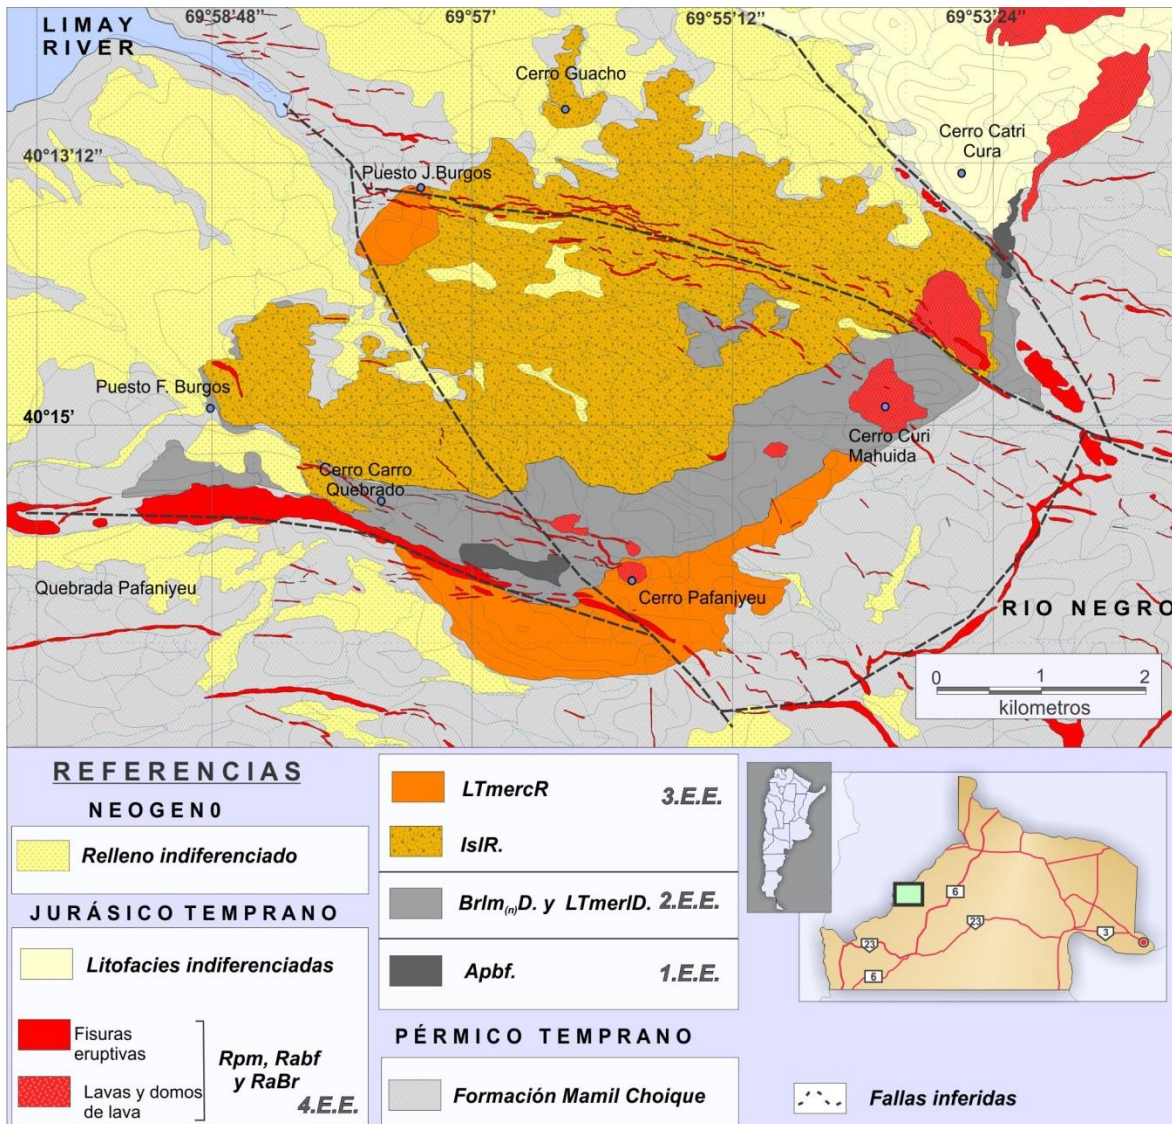 69°58'48"
69°57'
69°55'12"
69°53'24"
LIMAY
RIVER
Cerro Guacho
Cerro Catri
Cura
40°13'12"
Puesto J.Burgos
Puesto F. Burgos
40°15'
Cerro Curi
Mahuida
Cerro Carro
Quebrado
Quebrada Pafaniyeu
Cerro Pafaniyeu
RIO NEGRO
0 1 2
kilometros
REFERENCIAS
NEOGEN0
Relleno indiferenciado
JURÁSICO TEMPRANO
Litofacies indiferenciadas
Fisuras
eruptivas
Lavas y domos
de lava
Rpm, Rabf
y RaBr
4.E.E.
LTmercR 3.E.E.
IsIR.
Brlm(n)D. y LTmerID. 2.E.E.
Apbf. 1.E.E.
PÉRMICO TEMPRANO
Formación Mamil Choique
6
23
3
23
6
Fallas inferidas